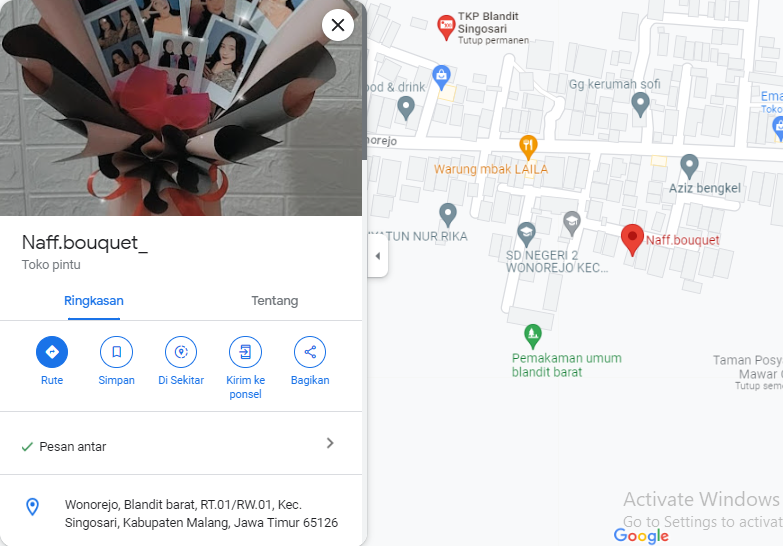 Naff.bouquet_
Toko pintu
Ringkasan
Tentang
Rute
Simpan
Di Sekitar
Kirim ke
ponsel
Bagikan
Pesan antar
Wonorejo, Blandit barat, RT.01/RW.01, Kec.
Singosari, Kabupaten Malang, Jawa Timur 65126
TKP Blandit
Singosari
Tutup permanen
ood & drink
Gg kerumah sofi
Ema
Toko
norejo
Warung mbak LAILA
Aziz bengkel
KATUN NUR RIKA
SD NEGERI 2
WONOREJO KEC...
Naff.bouquet
Pemakaman umum
blandit barat
Taman Posy
Mawar
Tutup seme
Activate Windows
Go to Settings to activat
Google